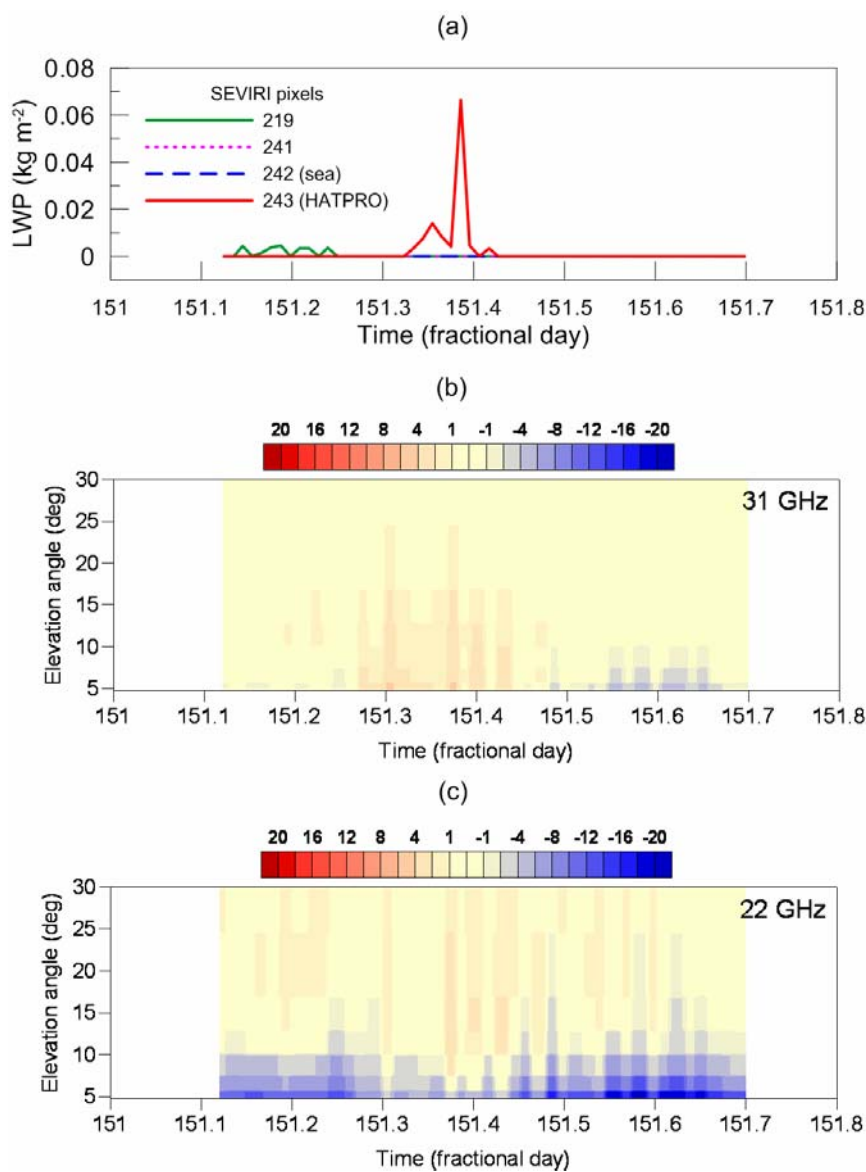 (a)
0.08
0.06
0.04
0.02
0
LWP (kg m-2)
SEVIRI pixels
219
241
242 (sea)
243 (HATPRO)
151 151.1 151.2 151.3 151.4 151.5 151.6 151.7 151.8
Time (fractional day)
(b)
20 16 12 8 4 1 -1 -4 -8 -12 -16 -20
30
25
20
15
10
5
Elevation angle (deg)
31 GHz
151 151.1 151.2 151.3 151.4 151.5 151.6 151.7 151.8
Time (fractional day)
(c)
20 16 12 8 4 1 -1 -4 -8 -12 -16 -20
30
25
20
15
10
5
Elevation angle (deg)
22 GHz
151 151.1 151.2 151.3 151.4 151.5 151.6 151.7 151.8
Time (fractional day)